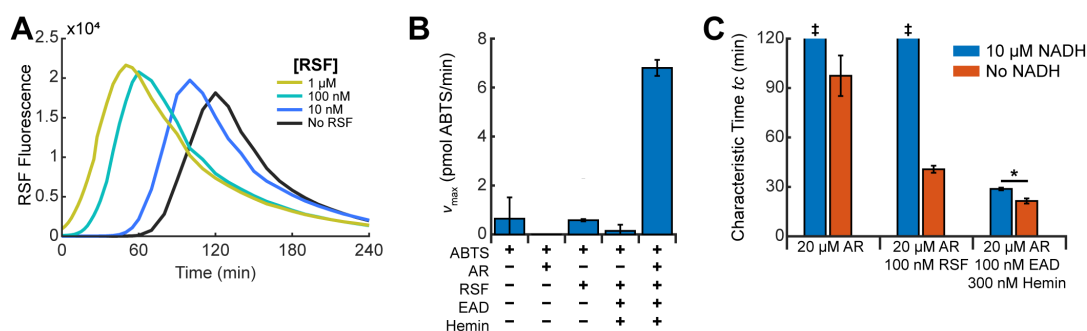 A
x10⁴
RSF Fluorescence
2.5
2.0
1.5
1
0.5
0
0 60 120 180 240
Time (min)
[RSF]
1 µM
100 nM
10 nM
No RSF
B
vmax (pmol ABTS/min)
8
6
4
2
0
ABTS + – + + +
AR – + – – +
RSF – – + + +
EAD – – – + +
Hemin – – – + +
C
Characteristic Time tc (min)
120
90
60
30
0
‡ ‡
*
10 µM NADH
No NADH
20 µM AR 20 µM AR 20 µM AR
100 nM RSF 100 nM EAD
300 nM Hemin